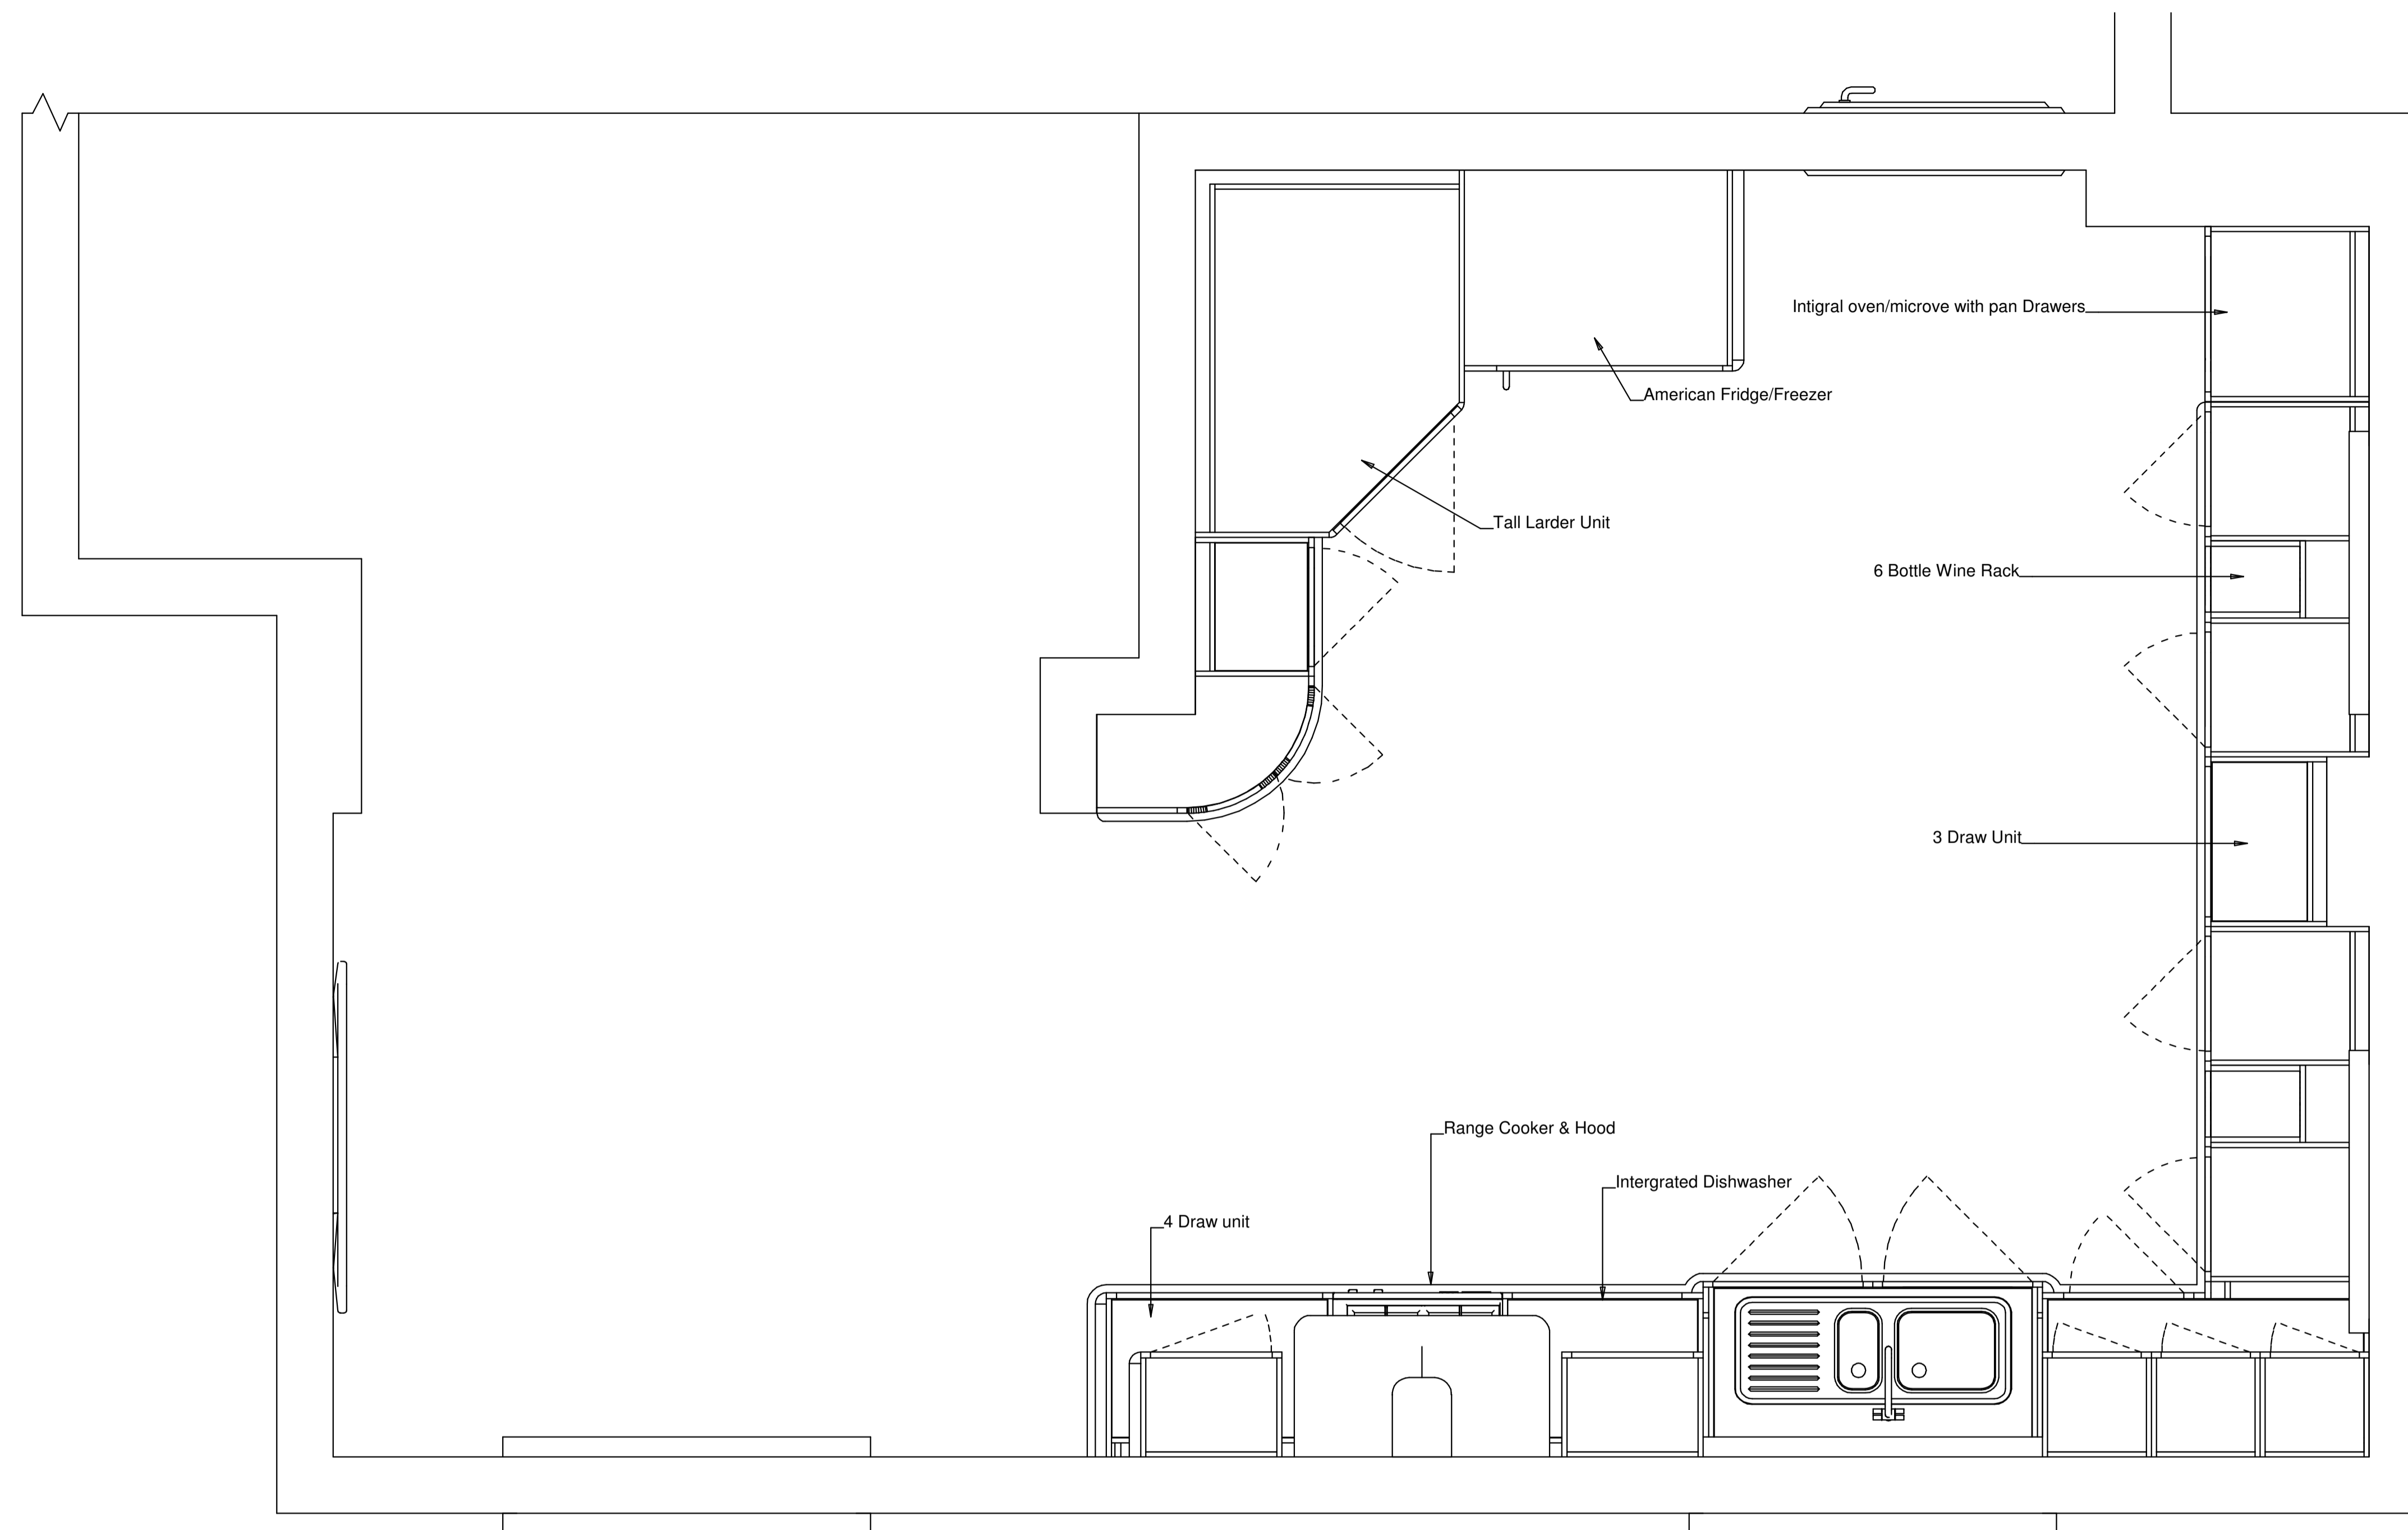 Intigral oven/microve with pan Drawers
American Fridge/Freezer
Tall Larder Unit
6 Bottle Wine Rack
3 Draw Unit
Range Cooker & Hood
Intergrated Dishwasher
4 Draw unit